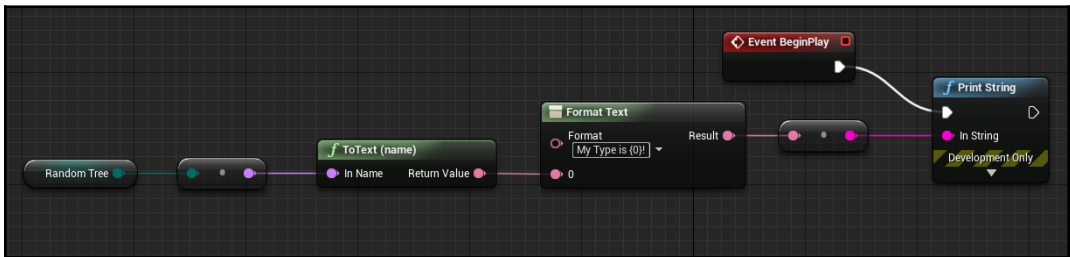 Event BeginPlay
f Print String
In String
Development Only
Format Text
Format
My Type is {0}!
Result
0
f ToText (name)
In Name
Return Value
Random Tree